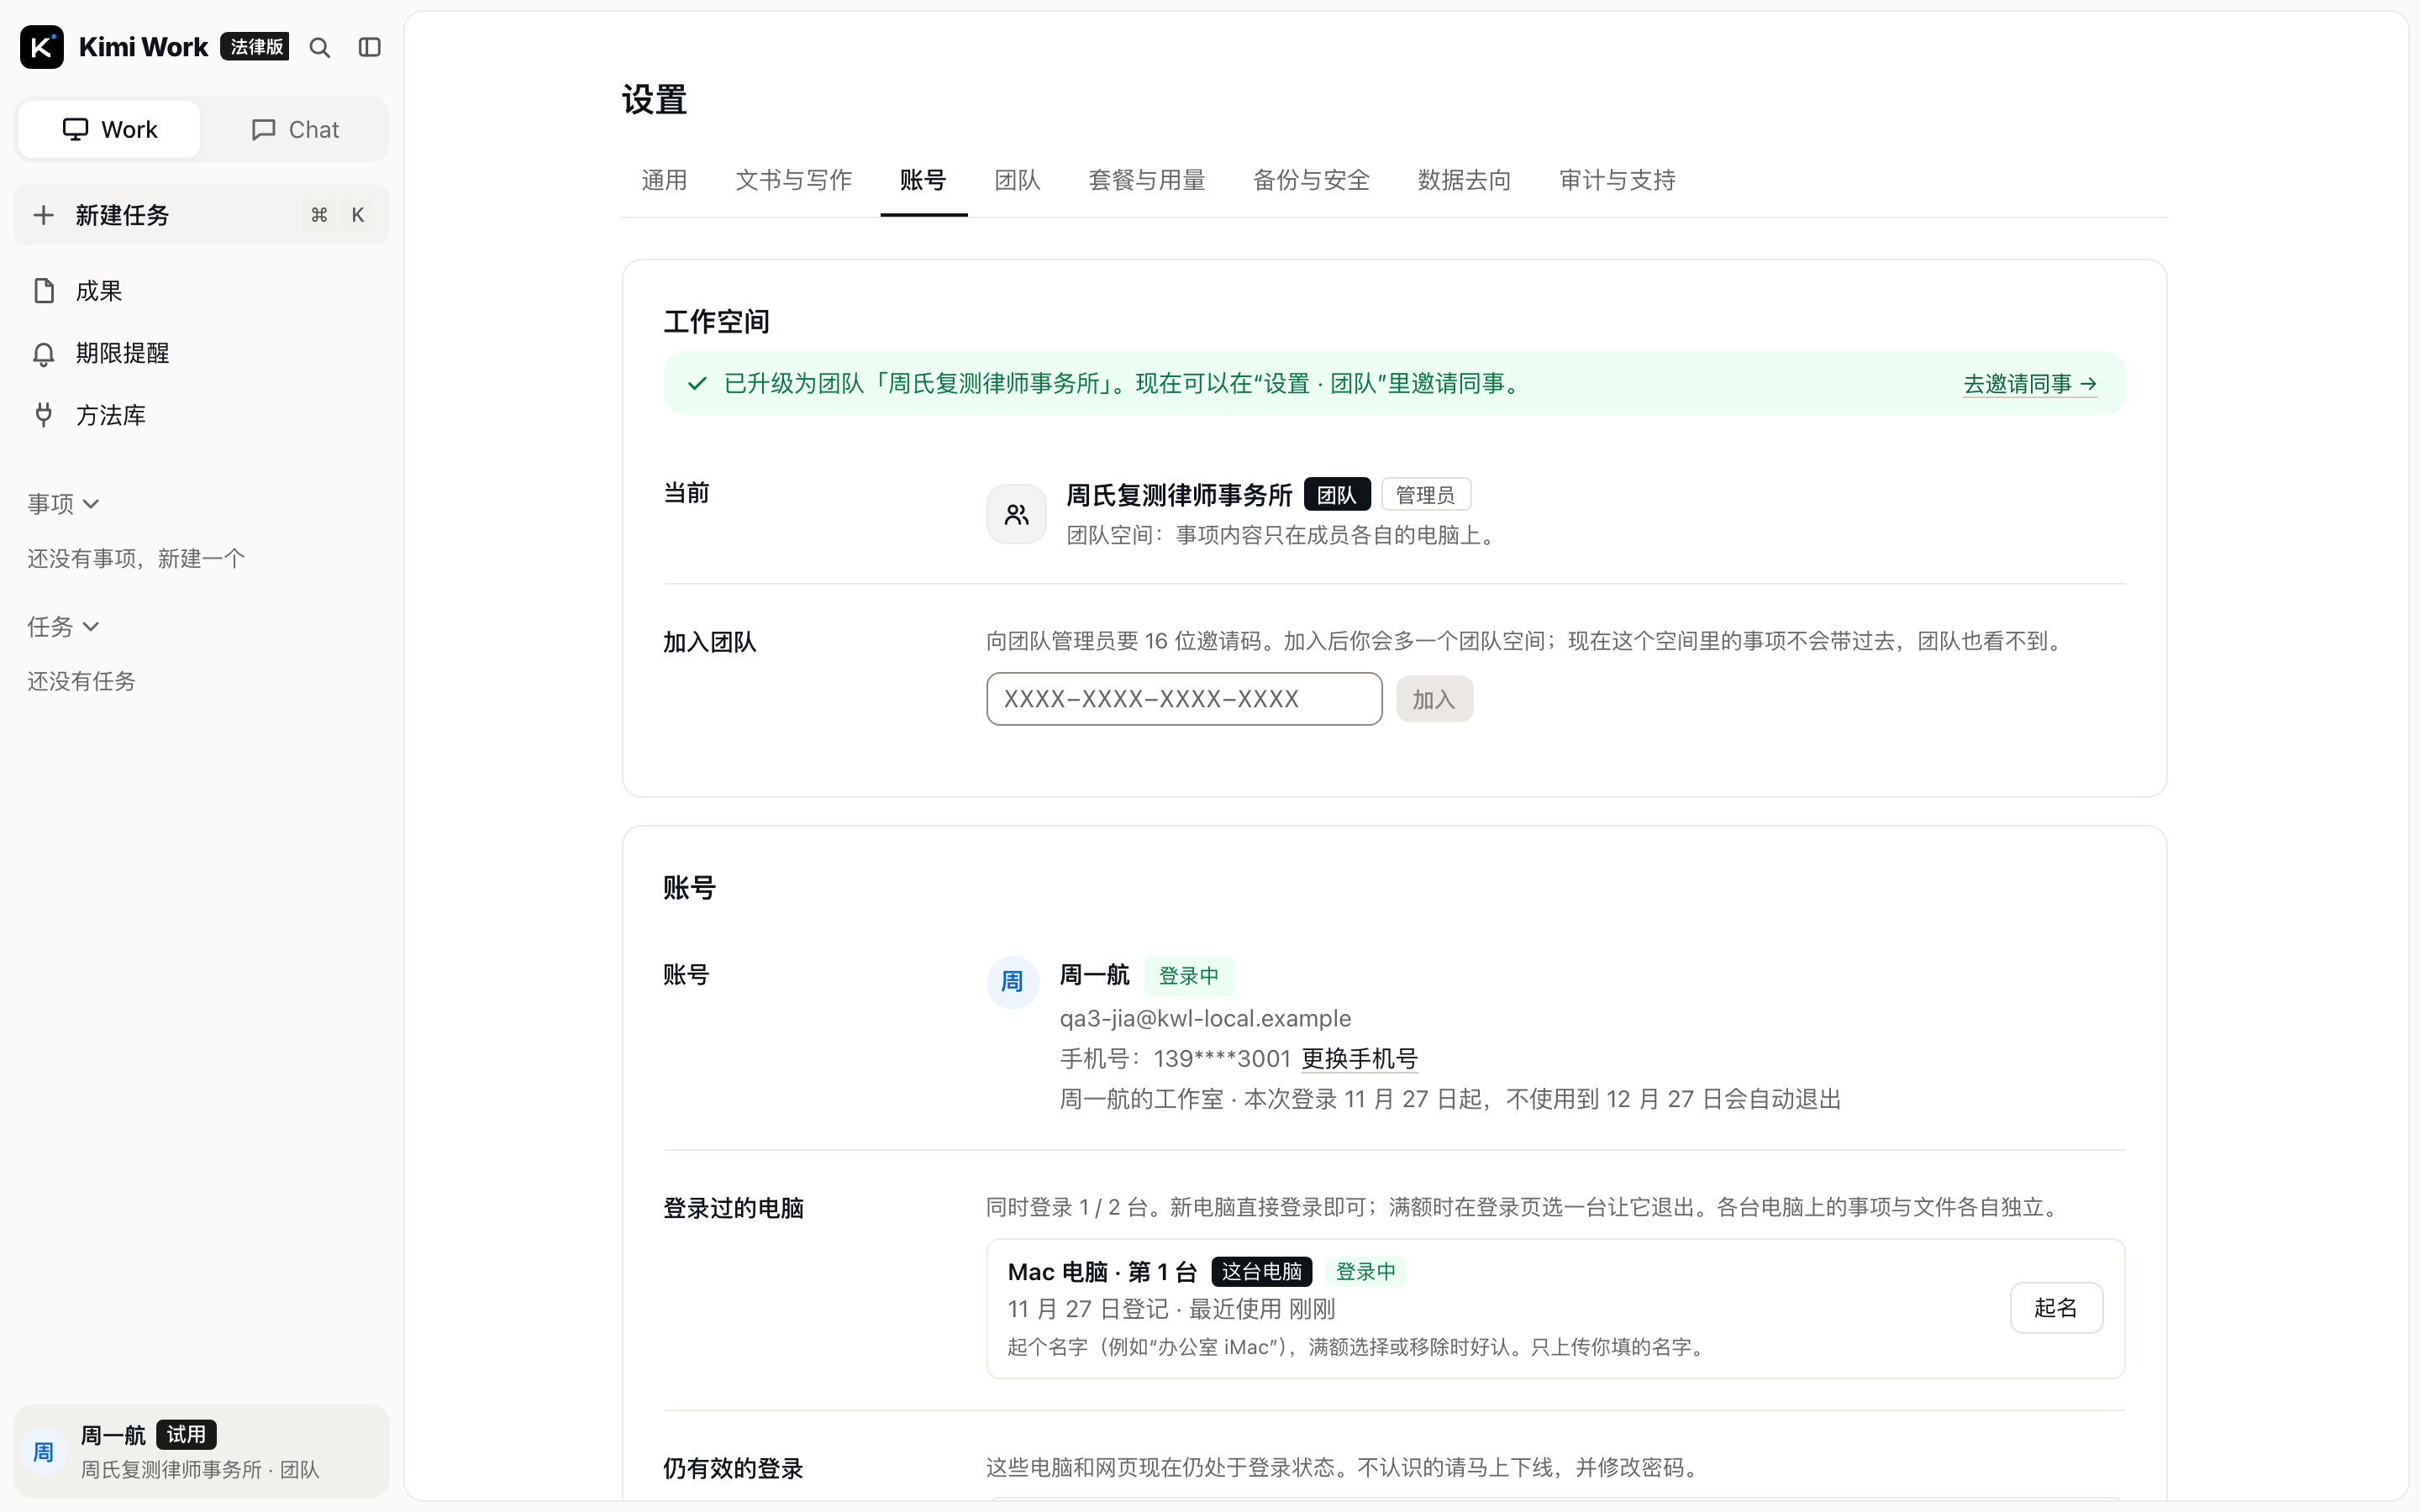 Kimi Work 法律版
Work
Chat
新建任务 ⌘ K
成果
期限提醒
方法库
事项
还没有事项，新建一个
任务
还没有任务
周 周一航 试用
周氏复测律师事务所 · 团队
设置
通用 文书与写作 账号 团队 套餐与用量 备份与安全 数据去向 审计与支持
工作空间
已升级为团队「周氏复测律师事务所」。现在可以在“设置 · 团队”里邀请同事。 去邀请同事 →
当前
周氏复测律师事务所 团队 管理员
团队空间：事项内容只在成员各自的电脑上。
加入团队
向团队管理员要 16 位邀请码。加入后你会多一个团队空间；现在这个空间里的事项不会带过去，团队也看不到。
XXXX–XXXX–XXXX–XXXX 加入
账号
账号
周 周一航 登录中
qa3-jia@kwl-local.example
手机号：139****3001 更换手机号
周一航的工作室 · 本次登录 11 月 27 日起，不使用到 12 月 27 日会自动退出
登录过的电脑
同时登录 1 / 2 台。新电脑直接登录即可；满额时在登录页选一台让它退出。各台电脑上的事项与文件各自独立。
Mac 电脑 · 第 1 台 这台电脑 登录中
11 月 27 日登记 · 最近使用 刚刚
起个名字（例如“办公室 iMac”），满额选择或移除时好认。只上传你填的名字。
起名
仍有效的登录
这些电脑和网页现在仍处于登录状态。不认识的请马上下线，并修改密码。